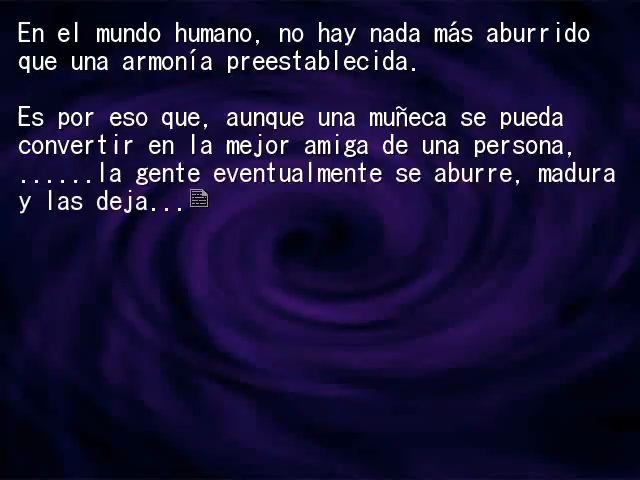 En el mundo humano, no hay nada más aburrido
que una armonía preestablecida.
Es por eso que, aunque una muñeca se pueda
convertir en la mejor amiga de una persona,
......la gente eventualmente se aburre, madura
y las deja...